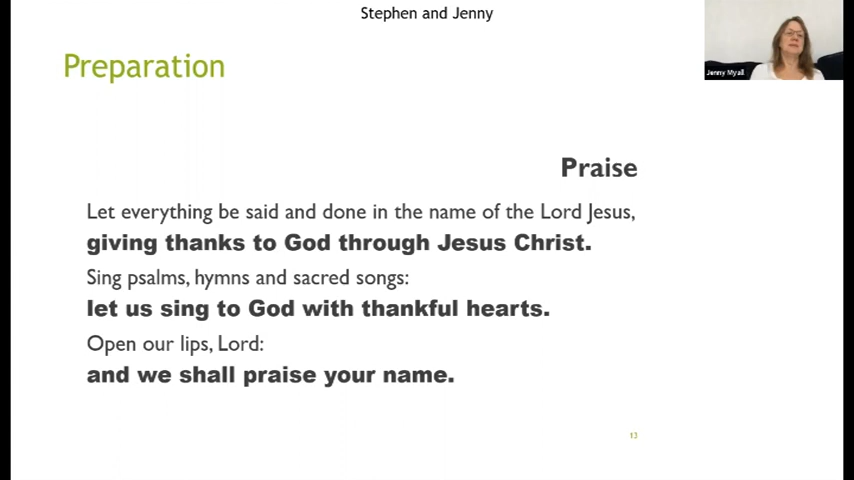 Stephen and Jenny
Preparation
Jenny Myall
Praise
Let everything be said and done in the name of the Lord Jesus,
giving thanks to God through Jesus Christ.
Sing psalms, hymns and sacred songs:
let us sing to God with thankful hearts.
Open our lips, Lord:
and we shall praise your name.
13